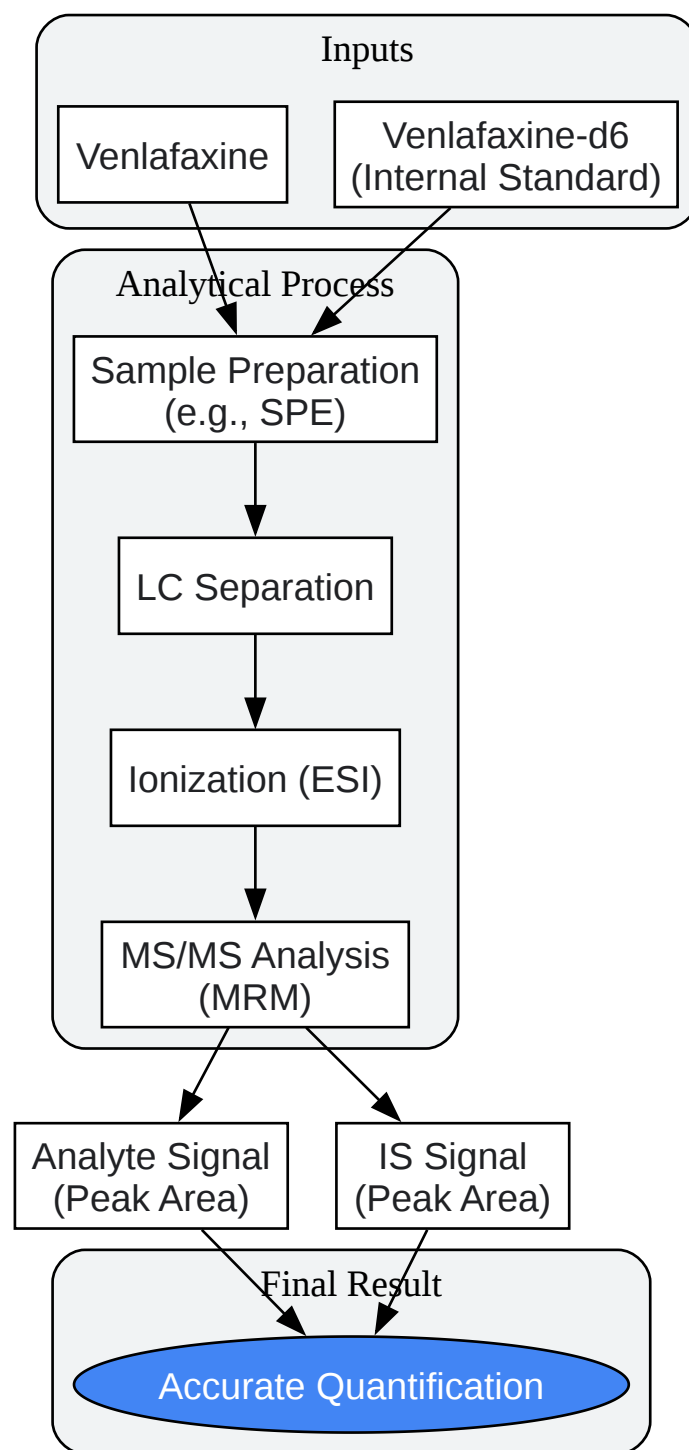 Inputs
Venlafaxine
Venlafaxine-d6
(Internal Standard)
Analytical Process
Sample Preparation
(e.g., SPE)
LC Separation
Ionization (ESI)
MS/MS Analysis
(MRM)
Analyte Signal
(Peak Area)
IS Signal
(Peak Area)
Final Result
Accurate Quantification